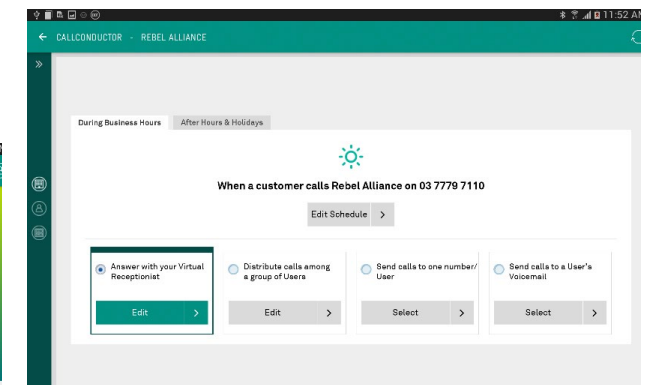 11:52 AM
CALLCONDUCTOR - REBEL ALLIANCE
During Business Hours
After Hours & Holidays
When a customer calls Rebel Alliance on 03 7779 7110
Edit Schedule
Answer with your Virtual
Receptionist
Edit
Distribute calls among
a group of Users
Edit
Send calls to one number/
User
Select
Send calls to a User's
Voicemail
Select